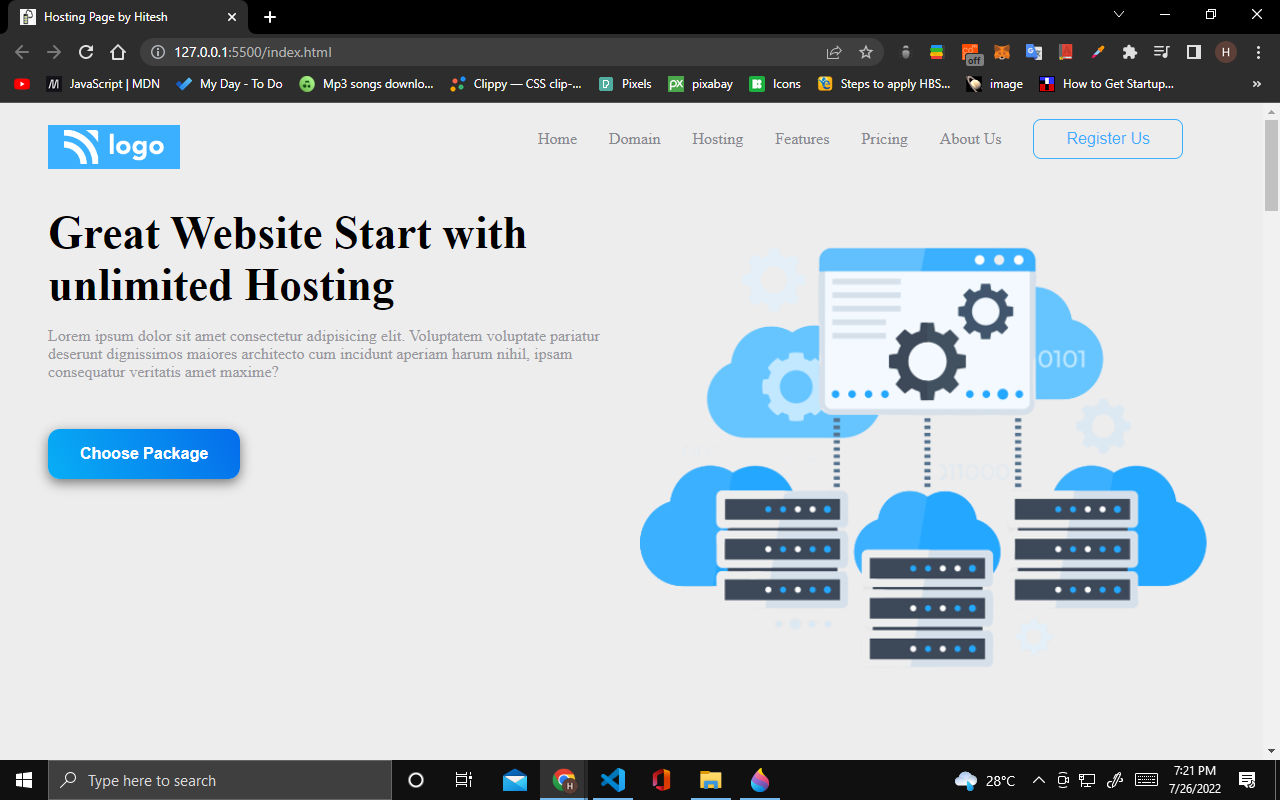 Hosting Page by Hitesh
127.0.0.1:5500/index.html
off
H
JavaScript | MDN
My Day - To Do
Mp3 songs downlo...
Clippy — CSS clip-...
Pixels
px
pixabay
Icons
Steps to apply HBS...
image
How to Get Startup...
»
logo
Home
Domain
Hosting
Features
Pricing
About Us
Register Us
Great Website Start with
unlimited Hosting
Lorem ipsum dolor sit amet consectetur adipisicing elit. Voluptatem voluptate pariatur
deserunt dignissimos maiores architecto cum incidunt aperiam harum nihil, ipsam
consequatur veritatis amet maxime?
Choose Package
0101
Type here to search
H
28°C
7:21 PM
7/26/2022